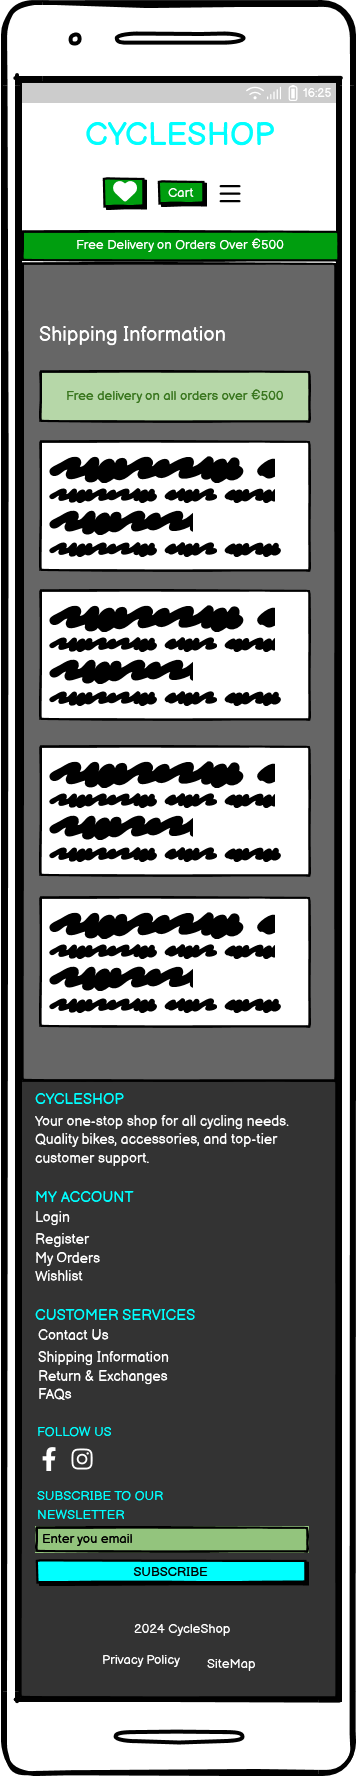 16:25
CYCLESHOP
Cart
Free Delivery on Orders Over €500
Shipping Information
Free delivery on all orders over €500
CYCLESHOP
Your one-stop shop for all cycling needs.
Quality bikes, accessories, and top-tier
customer support.
MY ACCOUNT
Login
Register
My Orders
Wishlist
CUSTOMER SERVICES
Contact Us
Shipping Information
Return & Exchanges
FAQs
FOLLOW US
SUBSCRIBE TO OUR
NEWSLETTER
Enter you email
SUBSCRIBE
2024 CycleShop
Privacy Policy SiteMap